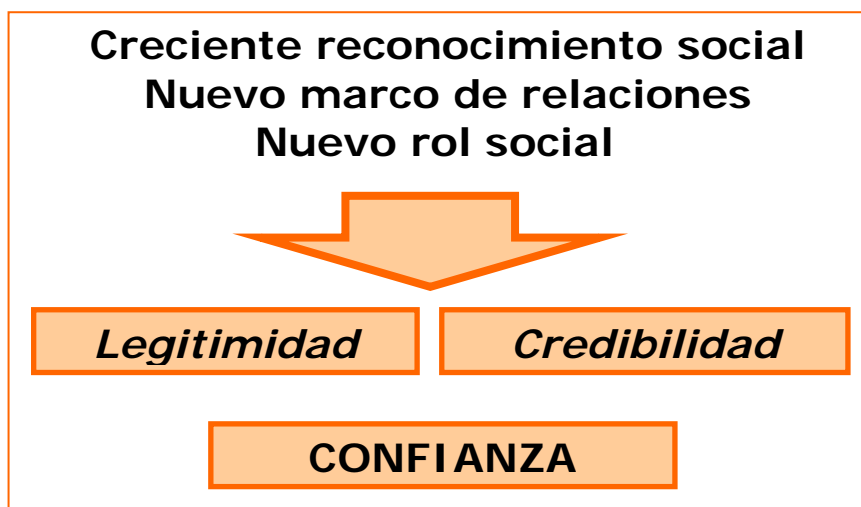 Creciente reconocimiento social
Nuevo marco de relaciones
Nuevo rol social
Legitimidad
Credibilidad
CONFIANZA